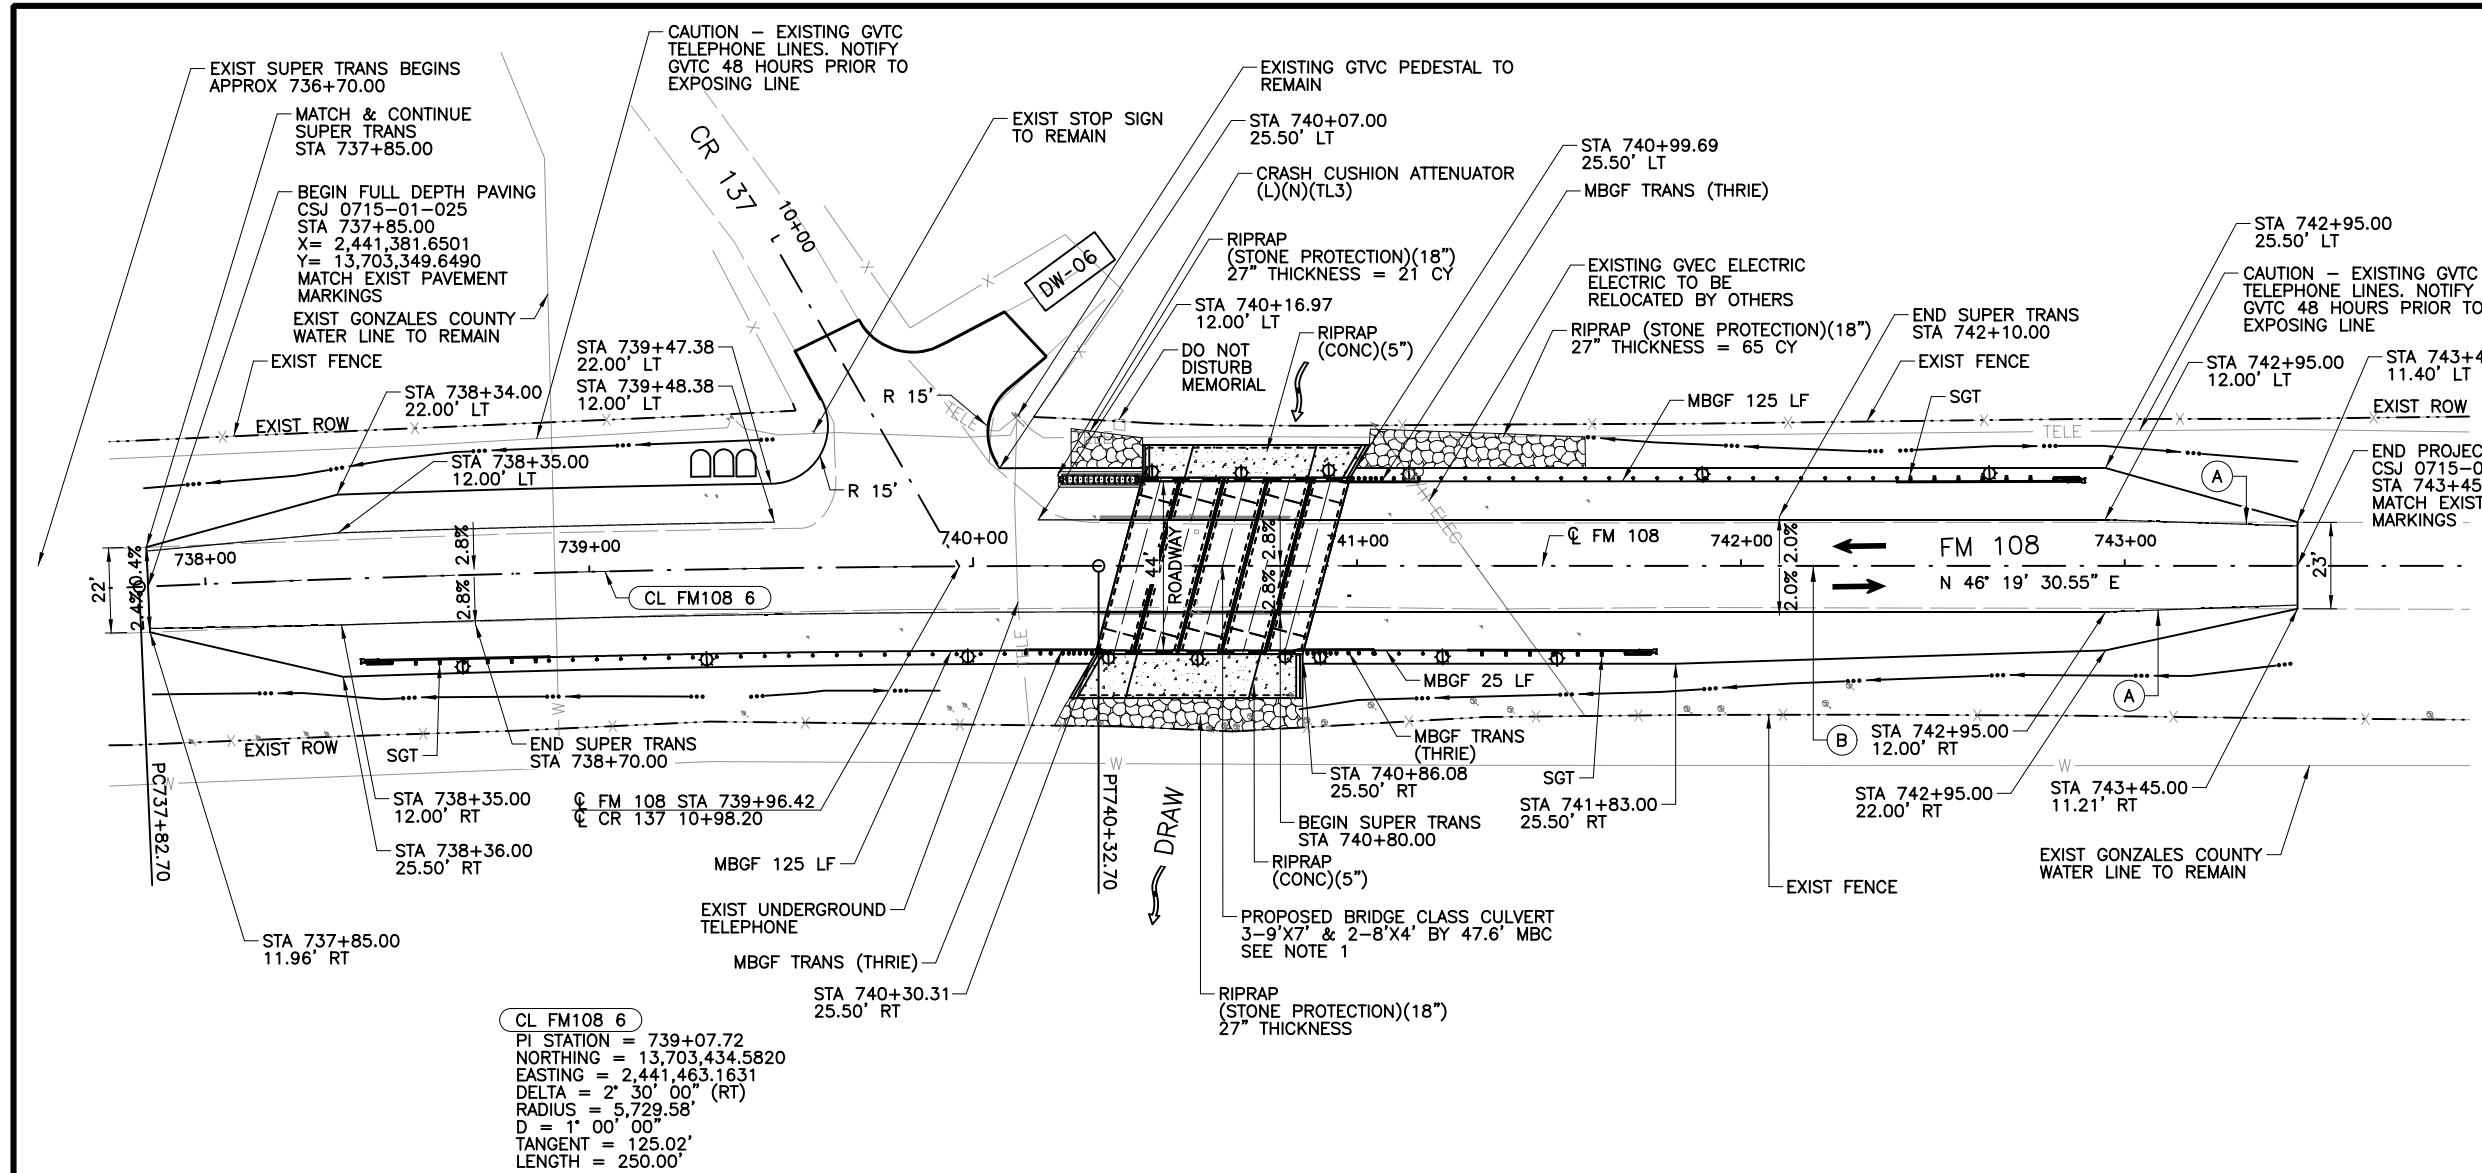 EXIST SUPER TRANS BEGINS
APPROX 736+70.00
MATCH & CONTINUE
SUPER TRANS
STA 737+85.00
BEGIN FULL DEPTH PAVING
CSJ 0715-01-025
STA 737+85.00
X= 2,441,381.6501
Y= 13,703,349.6490
MATCH EXIST PAVEMENT
MARKINGS
EXIST GONZALES COUNTY
WATER LINE TO REMAIN
EXIST FENCE
EXIST ROW
CAUTION - EXISTING GVTC
TELEPHONE LINES. NOTIFY
GVTC 48 HOURS PRIOR TO
EXPOSING LINE
CR 137
10+00
EXIST STOP SIGN
TO REMAIN
DW-06
EXISTING GTVC PEDESTAL TO
REMAIN
STA 740+07.00
25.50' LT
CRASH CUSHION ATTENUATOR
(L)(N)(TL3)
RIPRAP
(STONE PROTECTION)(18")
27" THICKNESS = 21 CY
STA 740+16.97
12.00' LT
RIPRAP
(CONC)(5")
DO NOT
DISTURB
MEMORIAL
STA 740+99.69
25.50' LT
MBGF TRANS (THRIE)
EXISTING GVEC ELECTRIC
ELECTRIC TO BE
RELOCATED BY OTHERS
RIPRAP (STONE PROTECTION)(18")
27" THICKNESS = 65 CY
END SUPER TRANS
STA 742+10.00
EXIST FENCE
MBGF 125 LF
SGT
STA 742+95.00
25.50' LT
CAUTION - EXISTING GVTC
TELEPHONE LINES. NOTIFY
GVTC 48 HOURS PRIOR TO
EXPOSING LINE
STA 742+95.00
12.00' LT
STA 743+4
11.40' LT
EXIST ROW
TELE
END PROJEC
CSJ 0715-0
STA 743+45
MATCH EXIST
MARKINGS
A
STA 739+47.38
22.00' LT
STA 739+48.38
12.00' LT
STA 738+34.00
22.00' LT
STA 738+35.00
12.00' LT
R 15'
R 15'
TELE
ELEC
22'
2.4%
0.4%
738+00
2.8%
2.8%
739+00
CL FM108 6
740+00
44'
ROADWAY
2.8%
2.8%
41+00
℄ FM 108
742+00
2.0%
2.0%
FM 108
N 46° 19' 30.55" E
743+00
23'
TELE
W
EXIST ROW
SGT
END SUPER TRANS
STA 738+70.00
MBGF 25 LF
MBGF TRANS
(THRIE)
A
B
STA 742+95.00
12.00' RT
PC737+82.70
W
STA 738+35.00
12.00' RT
STA 738+36.00
25.50' RT
STA 737+85.00
11.96' RT
℄ FM 108 STA 739+96.42
℄ CR 137 10+98.20
MBGF 125 LF
EXIST UNDERGROUND
TELEPHONE
MBGF TRANS (THRIE)
STA 740+30.31
25.50' RT
PT740+32.70
W
DRAW
STA 740+86.08
25.50' RT
BEGIN SUPER TRANS
STA 740+80.00
RIPRAP
(CONC)(5")
PROPOSED BRIDGE CLASS CULVERT
3-9'X7' & 2-8'X4' BY 47.6' MBC
SEE NOTE 1
RIPRAP
(STONE PROTECTION)(18")
27" THICKNESS
SGT
STA 741+83.00
25.50' RT
EXIST FENCE
STA 742+95.00
22.00' RT
W
STA 743+45.00
11.21' RT
EXIST GONZALES COUNTY
WATER LINE TO REMAIN
CL FM108 6
PI STATION = 739+07.72
NORTHING = 13,703,434.5820
EASTING = 2,441,463.1631
DELTA = 2° 30' 00" (RT)
RADIUS = 5,729.58'
D = 1° 00' 00"
TANGENT = 125.02'
LENGTH = 250.00'